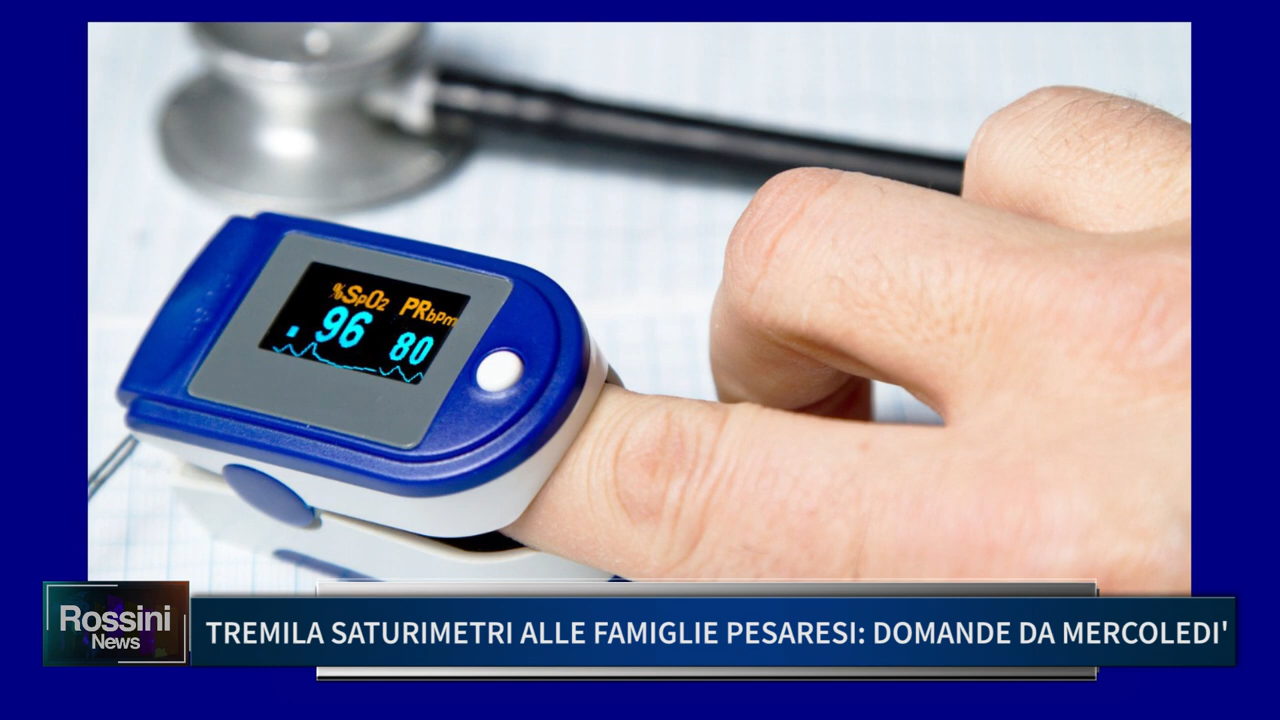 %SpO2 PRbpm
96 80
Rossini
News
TREMILA SATURIMETRI ALLE FAMIGLIE PESARESI: DOMANDE DA MERCOLEDI'